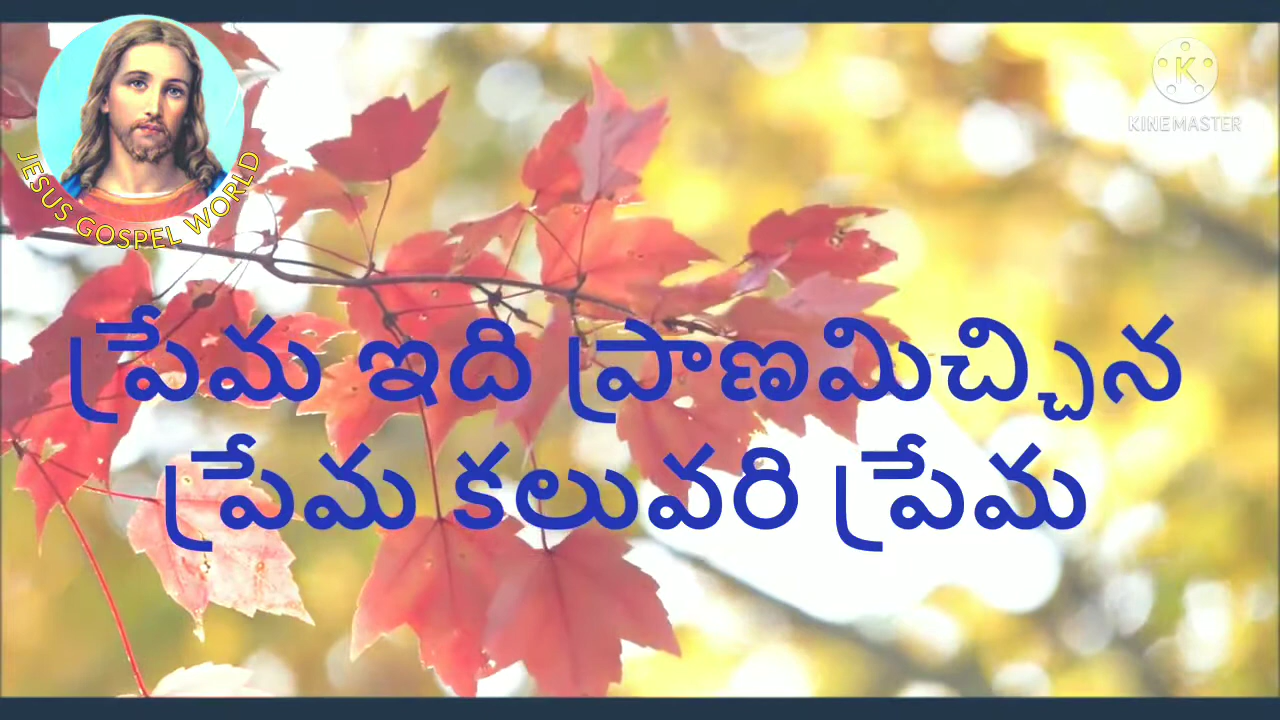 JESUS GOSPEL WORLD
K
KINEMASTER
ప్రేమ ఇది ప్రాణమిచ్చిన
ప్రేమ కలువరి ప్రేమ